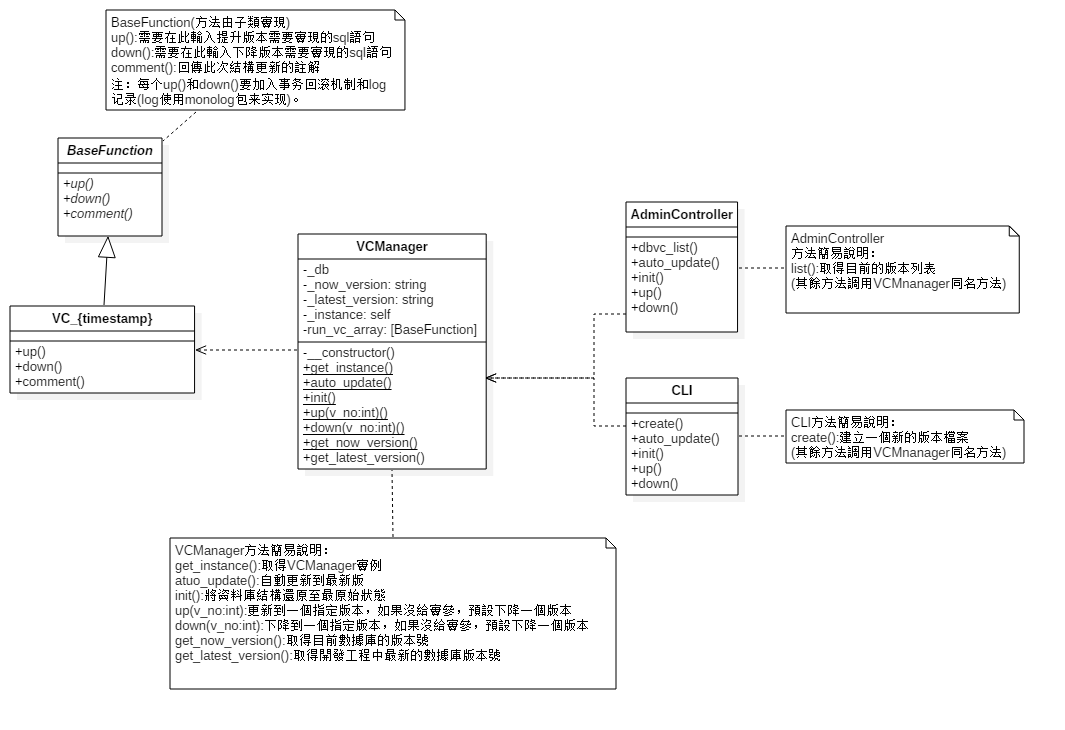 BaseFunction(方法由子類實現)
up():需要在此輸入提升版本需要實現的sql語句
down():需要在此輸入下降版本需要實現的sql語句
comment():回傳此次結構更新的註解
注：每个up()和down()要加入事务回滚机制和log
记录(log使用monolog包来实现)。
BaseFunction
+up()
+down()
+comment()
VC_{timestamp}
+up()
+down()
+comment()
VCManager
-_db
-_now_version: string
-_latest_version: string
-_instance: self
-run_vc_array: [BaseFunction]
-__constructor()
+get_instance()
+auto_update()
+init()
+up(v_no:int)()
+down(v_no:int)()
+get_now_version()
+get_latest_version()
AdminController
+dbvc_list()
+auto_update()
+init()
+up()
+down()
AdminController
方法簡易說明：
list():取得目前的版本列表
(其餘方法調用VCMnanager同名方法)
CLI
+create()
+auto_update()
+init()
+up()
+down()
CLI方法簡易說明：
create():建立一個新的版本檔案
(其餘方法調用VCMnanager同名方法)
VCManager方法簡易說明：
get_instance():取得VCManager實例
atuo_update():自動更新到最新版
init():將資料庫結構還原至最原始狀態
up(v_no:int):更新到一個指定版本，如果沒給實參，預設下降一個版本
down(v_no:int):下降到一個指定版本，如果沒給實參，預設下降一個版本
get_now_version():取得目前數據庫的版本號
get_latest_version():取得開發工程中最新的數據庫版本號